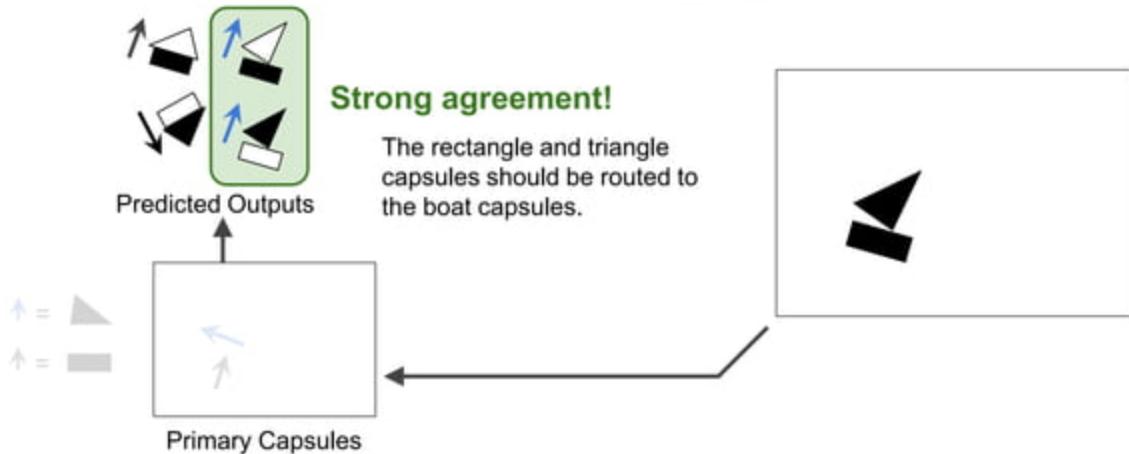 Strong agreement!
The rectangle and triangle
capsules should be routed to
the boat capsules.
Predicted Outputs
=
=
Primary Capsules